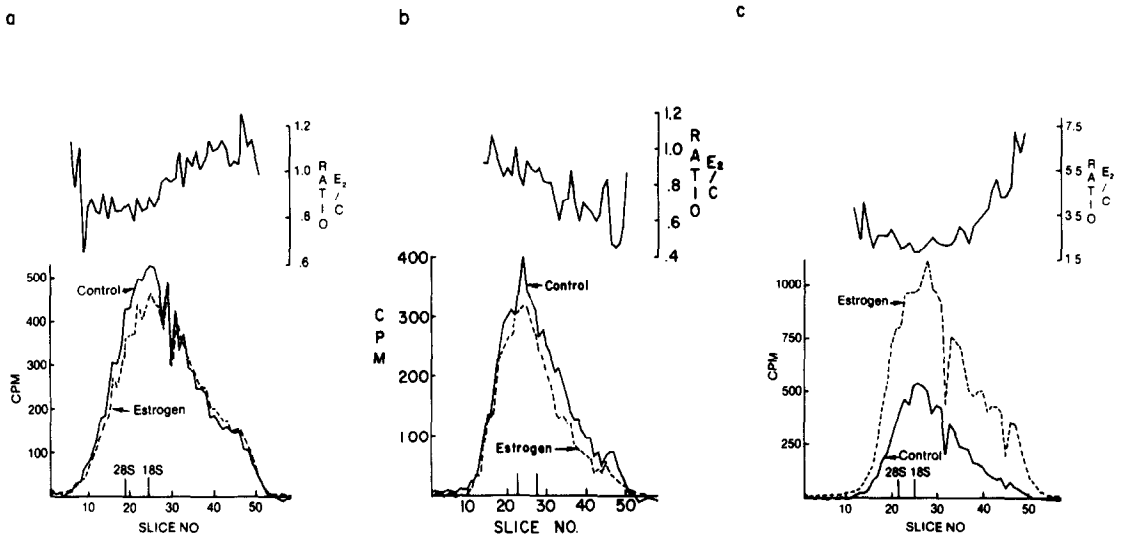 a
1.2
1.0
.8
.6
RATIO E₂/C
500
400
300
200
100
CPM
Control
Estrogen
28S 18S
10 20 30 40 50
SLICE NO
b
1.2
1.0
.8
.6
.4
RATIO E₂/C
400
300
200
100
CPM
Control
Estrogen
10 20 30 40 50
SLICE NO.
c
7.5
5.5
3.5
1.5
RATIO E₂/C
1000
750
500
250
CPM
Estrogen
Control
28S 18S
10 20 30 40 50
SLICE NO